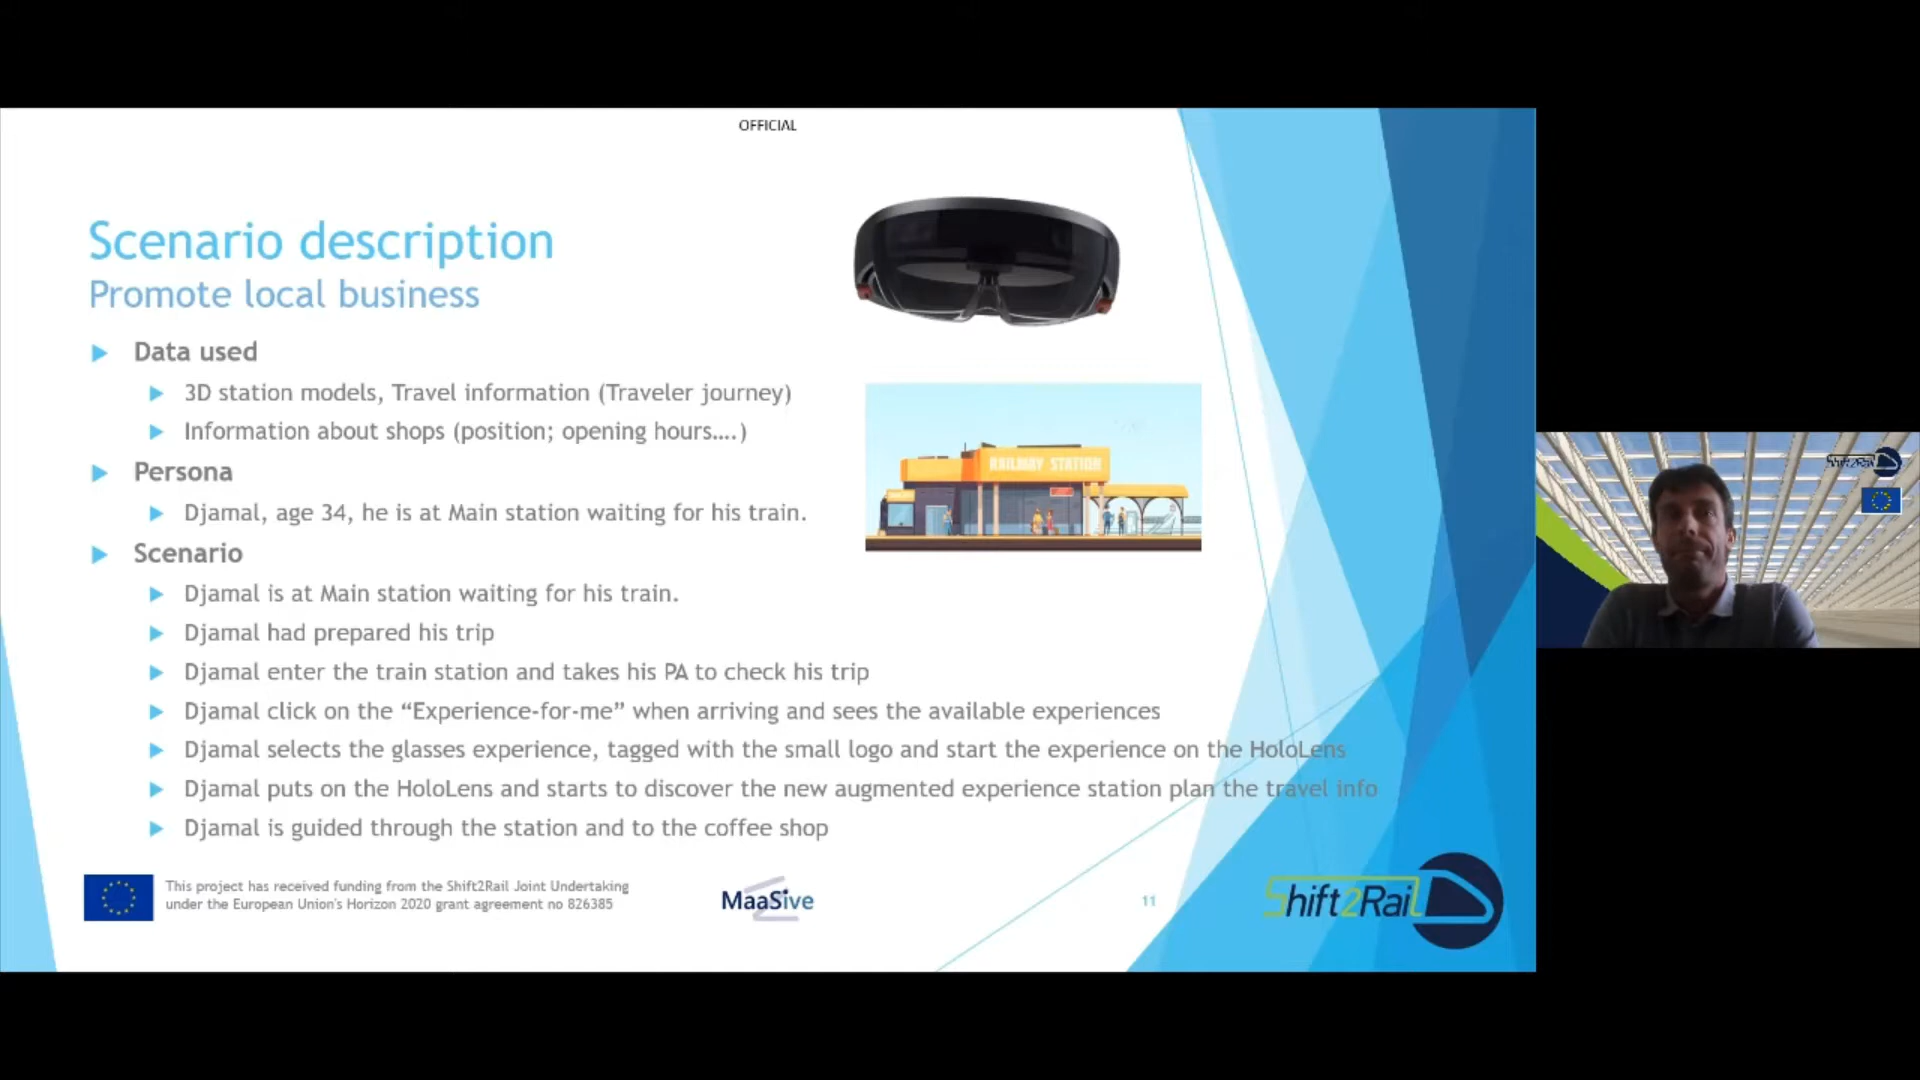 OFFICIAL
Scenario description
Promote local business
Data used
3D station models, Travel information (Traveler journey)
Information about shops (position; opening hours....)
Persona
Djamal, age 34, he is at Main station waiting for his train.
Scenario
Djamal is at Main station waiting for his train.
Djamal had prepared his trip
Djamal enter the train station and takes his PA to check his trip
Djamal click on the “Experience-for-me” when arriving and sees the available experiences
Djamal selects the glasses experience, tagged with the small logo and start the experience on the HoloLens
Djamal puts on the HoloLens and starts to discover the new augmented experience station plan the travel info
Djamal is guided through the station and to the coffee shop
RAILWAY STATION
This project has received funding from the Shift2Rail Joint Undertaking
under the European Union's Horizon 2020 grant agreement no 826385
MaaSive
11
Shift2Rail
Shift2Rail